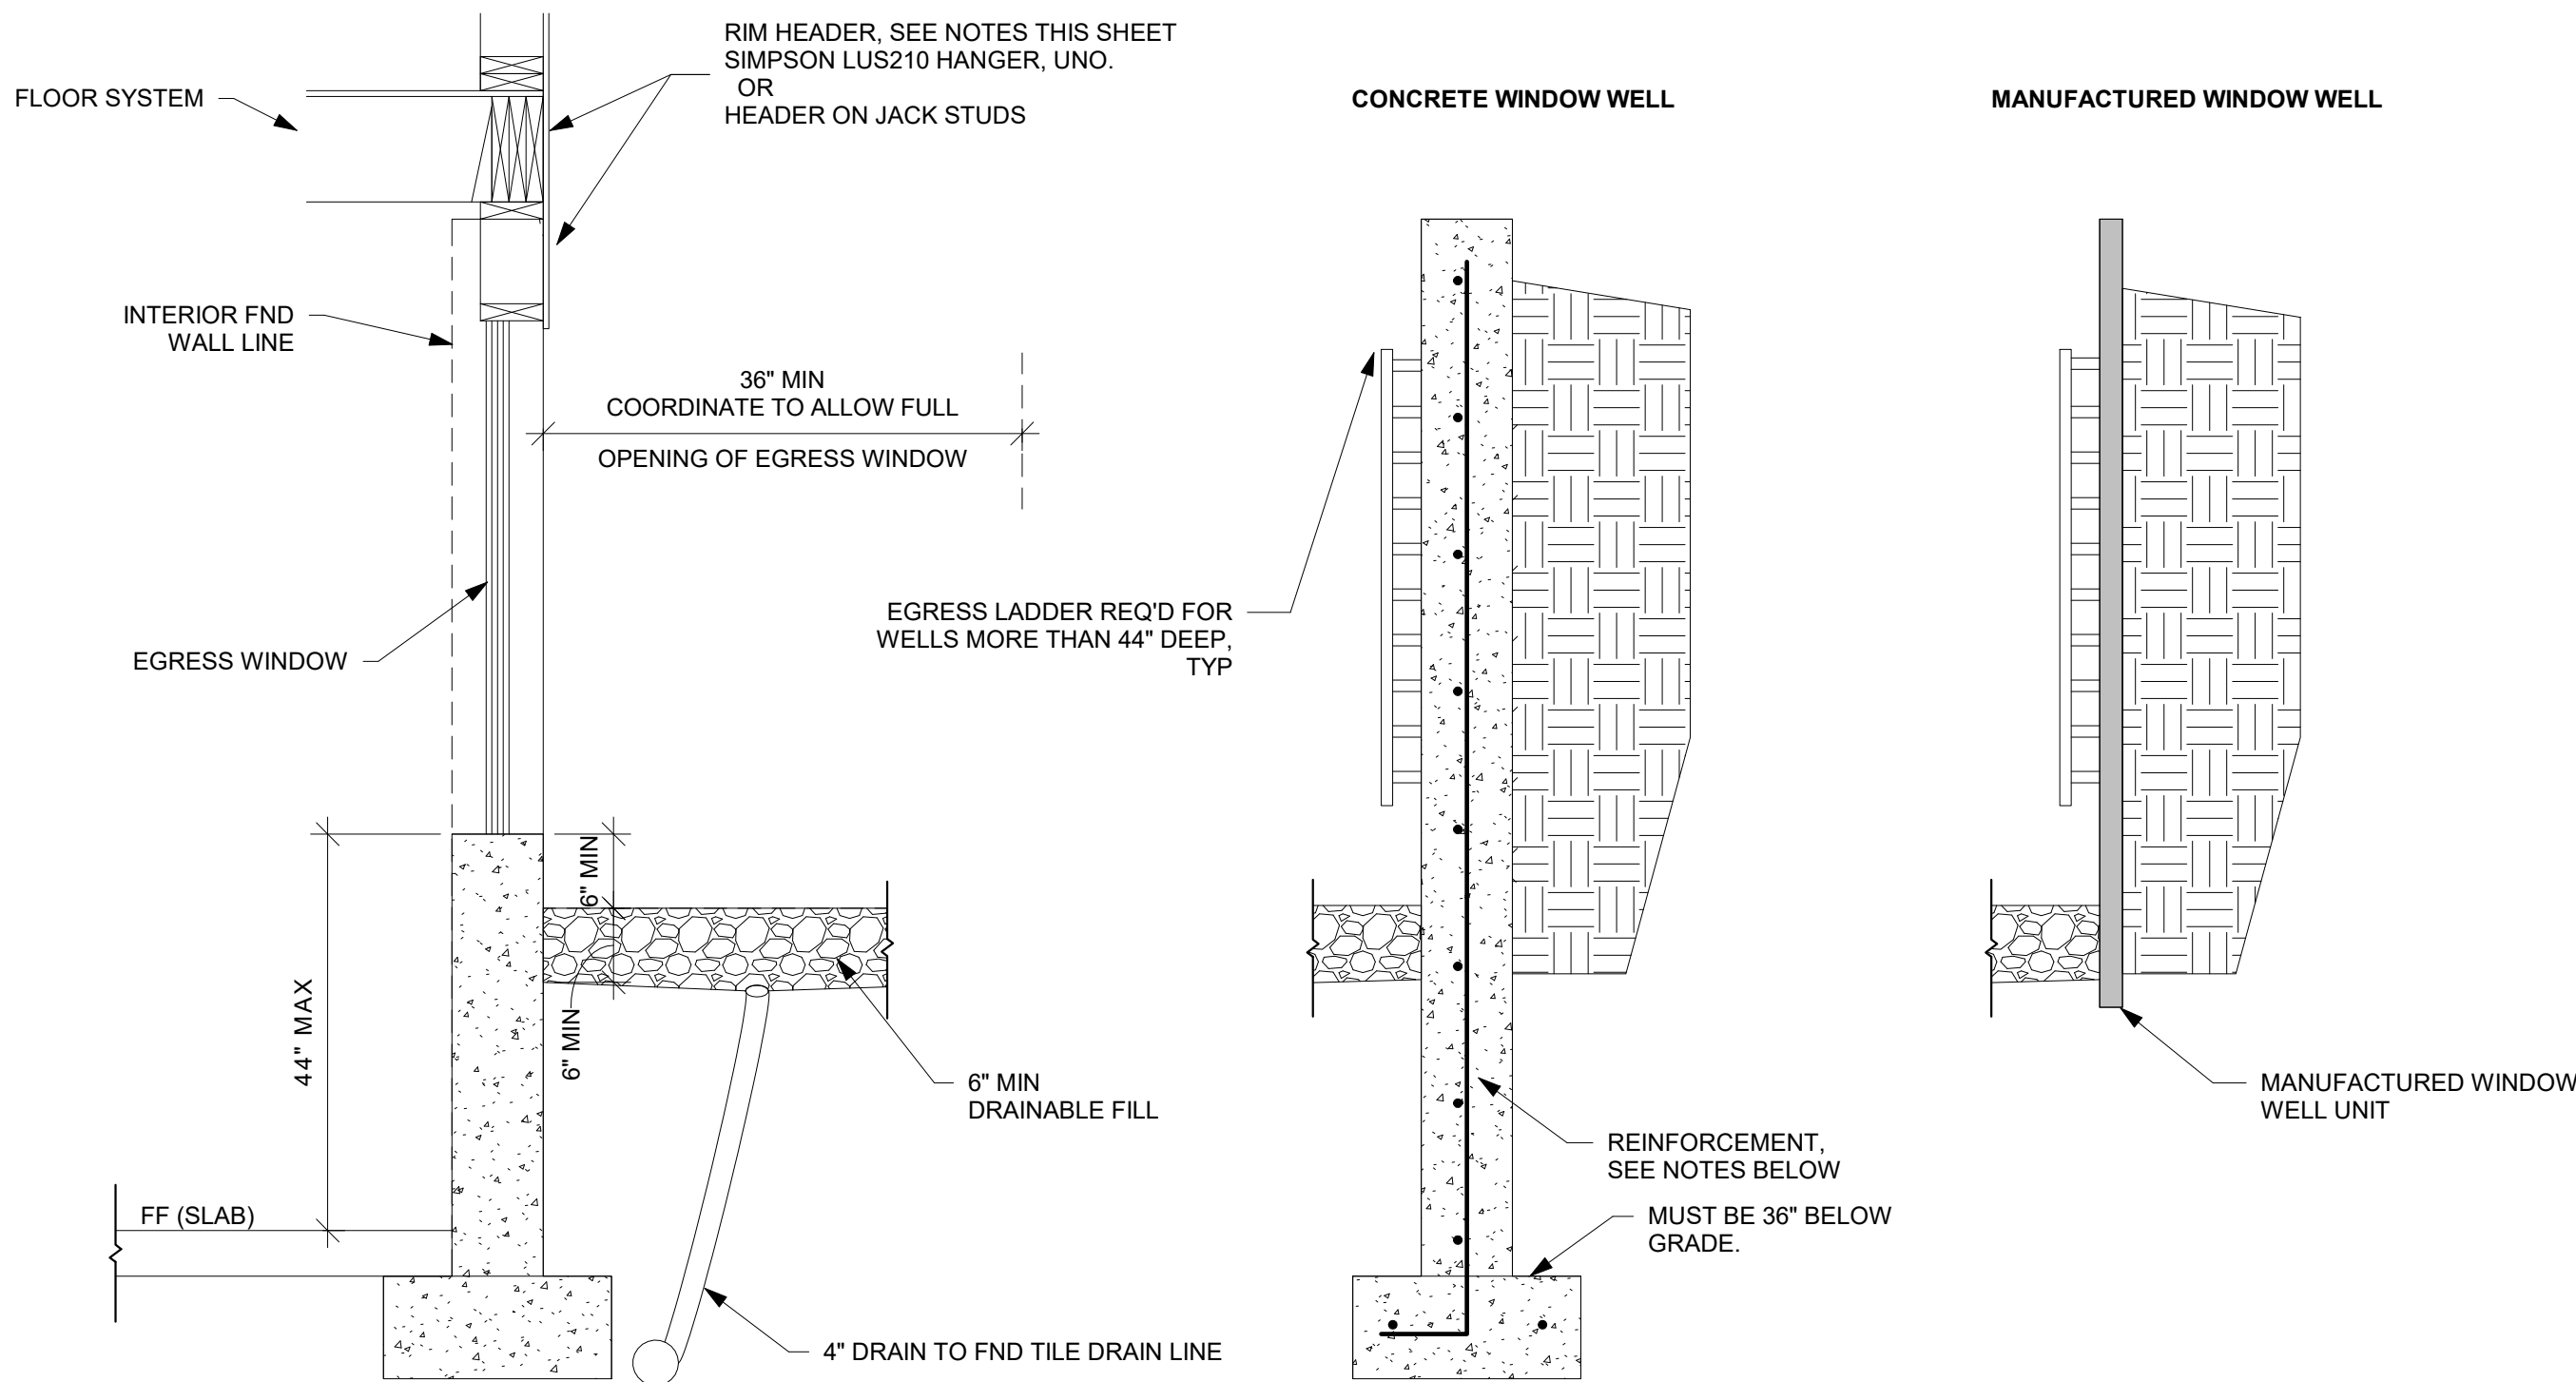 RIM HEADER, SEE NOTES THIS SHEET
SIMPSON LUS210 HANGER, UNO.
OR
HEADER ON JACK STUDS
FLOOR SYSTEM
CONCRETE WINDOW WELL
MANUFACTURED WINDOW WELL
INTERIOR FND
WALL LINE
36" MIN
COORDINATE TO ALLOW FULL
OPENING OF EGRESS WINDOW
EGRESS WINDOW
EGRESS LADDER REQ'D FOR
WELLS MORE THAN 44" DEEP,
TYP
6" MIN
44" MAX
6" MIN
6" MIN
DRAINABLE FILL
MANUFACTURED WINDOW
WELL UNIT
REINFORCEMENT,
SEE NOTES BELOW
FF (SLAB)
MUST BE 36" BELOW
GRADE.
4" DRAIN TO FND TILE DRAIN LINE